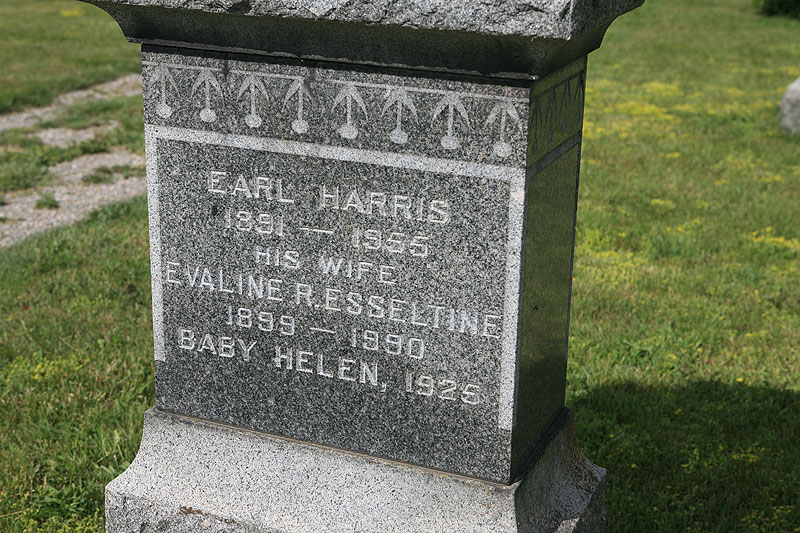 EARL HARRIS
1891 — 1955
HIS WIFE
EVALINE R. ESSELTINE
1899 — 1990
BABY HELEN, 1925